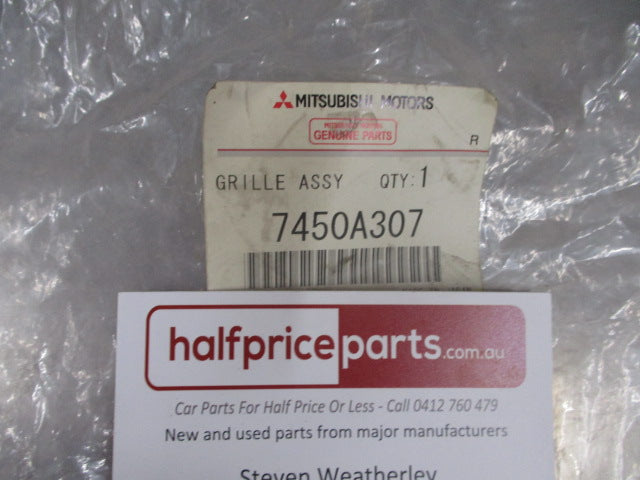 MITSUBISHI MOTORS
GENUINE PARTS
R
GRILLE ASSY QTY:1
7450A307
halfpriceparts.com.au
Car Parts For Half Price Or Less - Call 0412 760 479
New and used parts from major manufacturers
Steven Weatherley